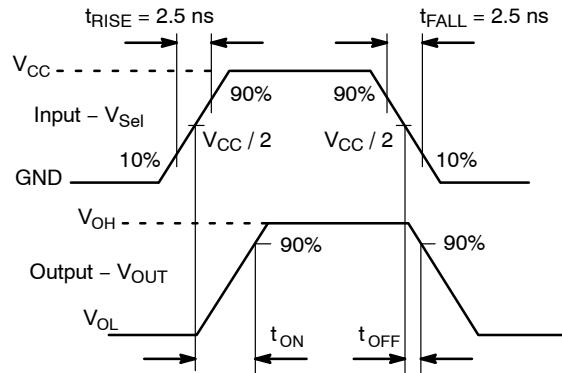 tRISE = 2.5 ns
tFALL = 2.5 ns
VCC
90%
90%
Input – VSel
VCC / 2
VCC / 2
10%
10%
GND
VOH
90%
90%
Output – VOUT
VOL
tON
tOFF